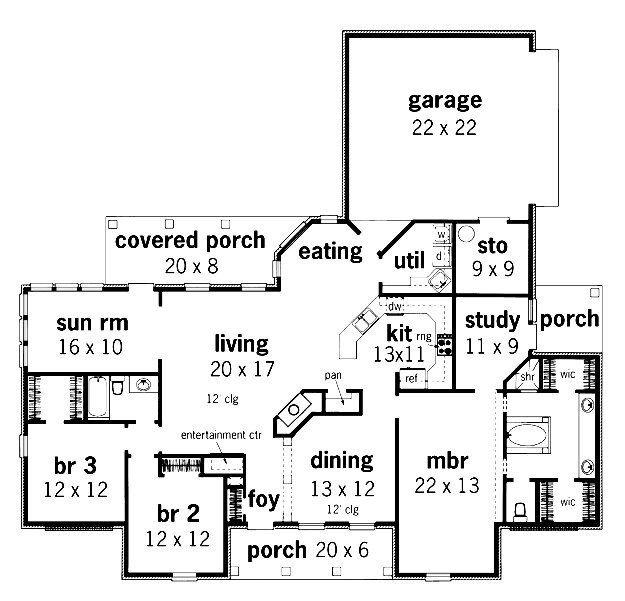 garage
22 x 22
covered porch
20 x 8
eating
w
d
util
sto
9 x 9
sun rm
16 x 10
living
20 x 17
12' clg
dw
kit
rng
13x11
ref
study
11 x 9
porch
pan
shr
wic
entertainment ctr
br 3
12 x 12
br 2
12 x 12
foy
dining
13 x 12
12' clg
mbr
22 x 13
wic
porch 20 x 6